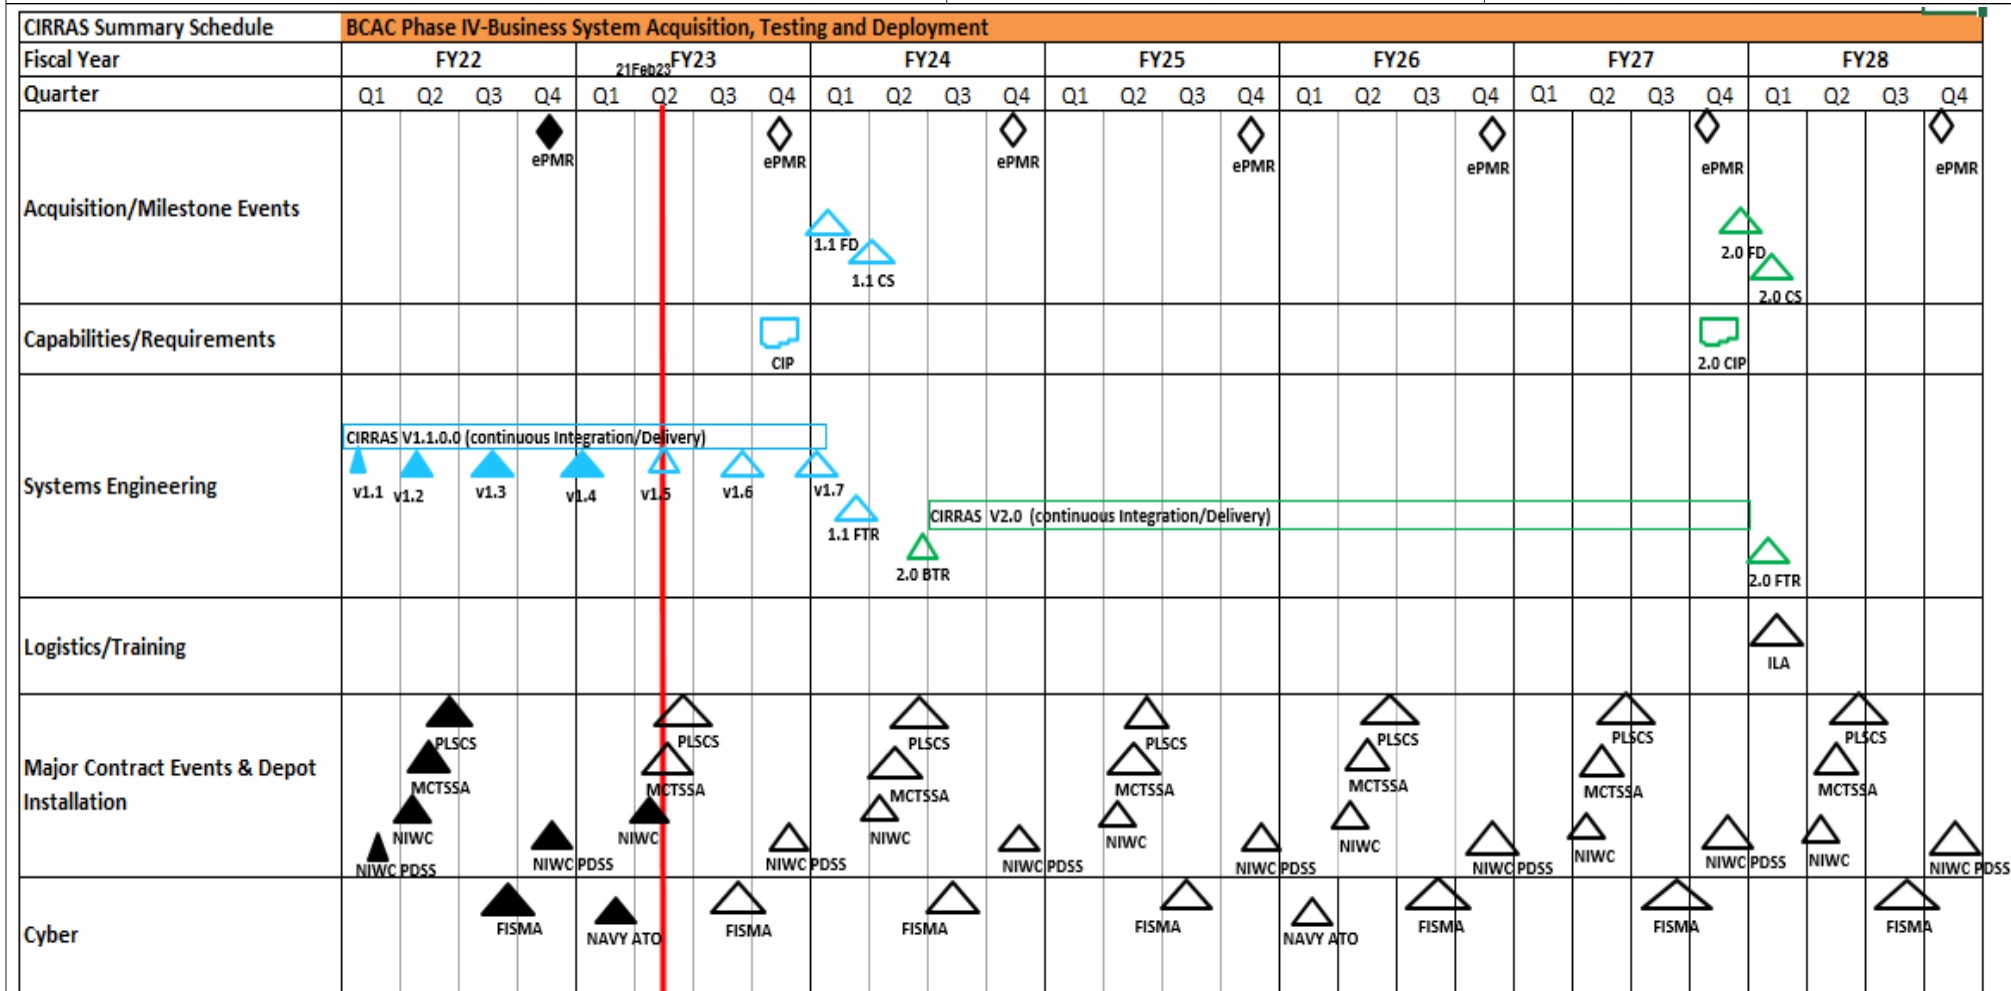 CIRRAS Summary Schedule BCAC Phase IV-Business System Acquisition, Testing and Deployment
Fiscal Year FY22 FY23 FY24 FY25 FY26 FY27 FY28
21Feb23
Quarter Q1 Q2 Q3 Q4 Q1 Q2 Q3 Q4 Q1 Q2 Q3 Q4 Q1 Q2 Q3 Q4 Q1 Q2 Q3 Q4 Q1 Q2 Q3 Q4 Q1 Q2 Q3 Q4
ePMR ePMR ePMR ePMR ePMR ePMR ePMR
Acquisition/Milestone Events
1.1 FD 2.0 FD
1.1 CS 2.0 CS
Capabilities/Requirements
CIP 2.0 CIP
CIRRAS V1.1.0.0 (continuous Integration/Delivery)
Systems Engineering
v1.1 v1.2 v1.3 v1.4 v1.5 v1.6 v1.7
CIRRAS V2.0 (continuous Integration/Delivery)
1.1 FTR
2.0 BTR 2.0 FTR
Logistics/Training
ILA
PLSCS PLSCS PLSCS PLSCS PLSCS PLSCS PLSCS
Major Contract Events & Depot
Installation
MCTSSA MCTSSA MCTSSA MCTSSA MCTSSA MCTSSA MCTSSA
NIWC NIWC NIWC NIWC NIWC NIWC NIWC
NIWC PDSS NIWC PDSS NIWC PDSS NIWC PDSS NIWC PDSS NIWC PDSS NIWC PDSS NIWC PDSS
Cyber
FISMA NAVY ATO FISMA FISMA FISMA NAVY ATO FISMA FISMA FISMA